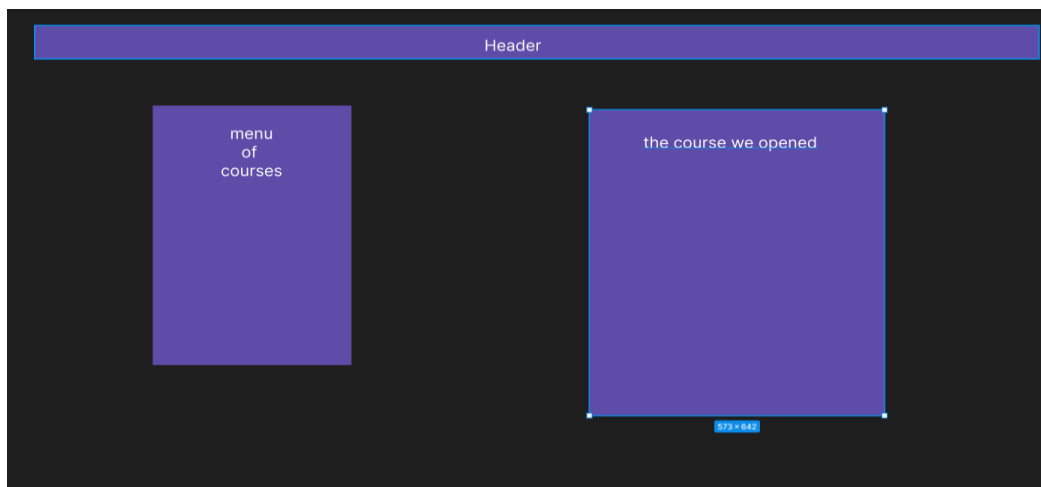 Header
menu
of
courses
the course we opened
573 × 642